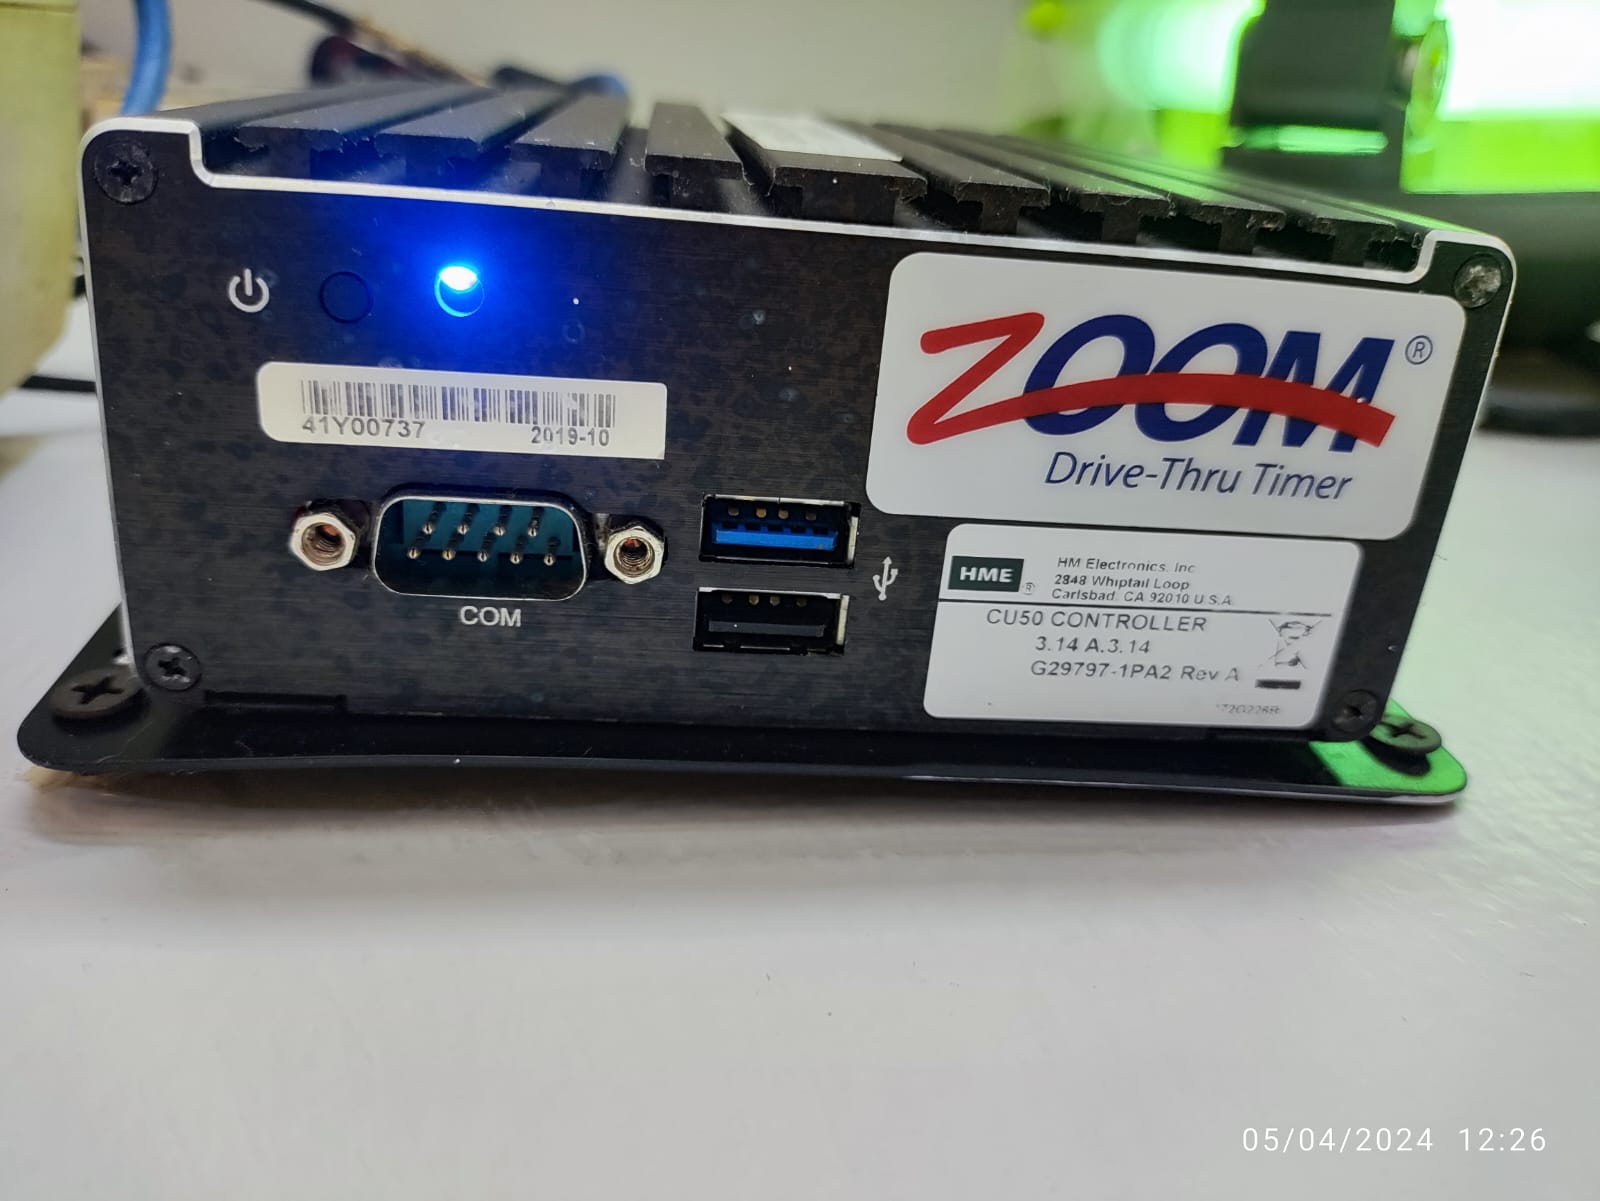 41Y00737
2019-10
COM
ZOOM®
Drive-Thru Timer
HME®
HM Electronics, Inc
2848 Whiptail Loop
Carlsbad, CA 92010 U.S.A
CU50 CONTROLLER
3.14 A.3.14
G29797-1PA2 Rev A
05/04/2024 12:26